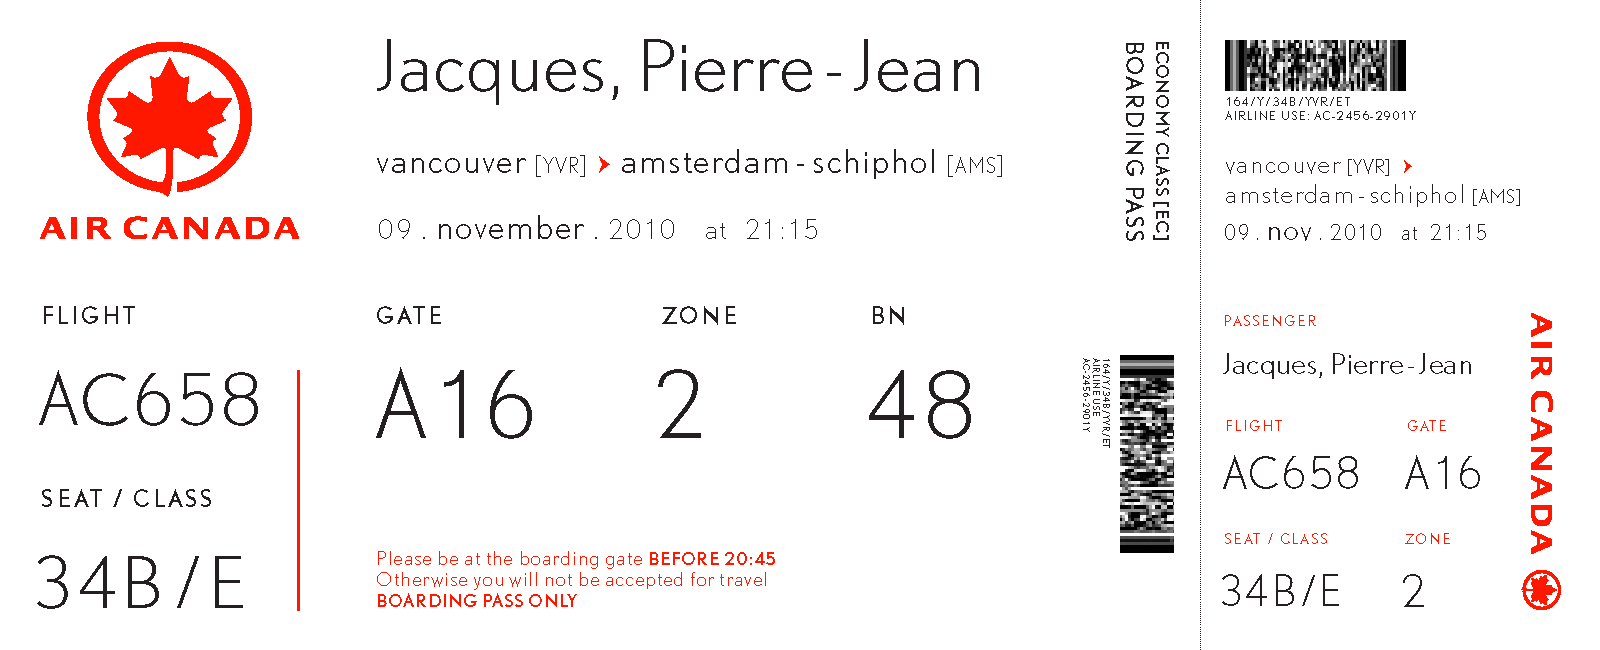 Jacques, Pierre-Jean
vancouver [YVR] > amsterdam-schiphol [AMS]
09. november. 2010 at 21:15
AIR CANADA
FLIGHT
AC658
GATE
A16
ZONE
2
BN
48
SEAT / CLASS
34B/E
Please be at the boarding gate BEFORE 20:45
Otherwise you will not be accepted for travel
BOARDING PASS ONLY
ECONOMY CLASS [EC]
BOARDING PASS
164/Y/34B/YYR/ET
AIRLINE USE
AC-2456-2901Y
164/Y/34B/YVR/ET
AIRLINE USE: AC-2456-2901Y
vancouver [YVR] >
amsterdam-schiphol [AMS]
09. nov. 2010 at 21:15
PASSENGER
Jacques, Pierre-Jean
FLIGHT
AC658
GATE
A16
SEAT / CLASS
34B/E
ZONE
2
AIR CANADA